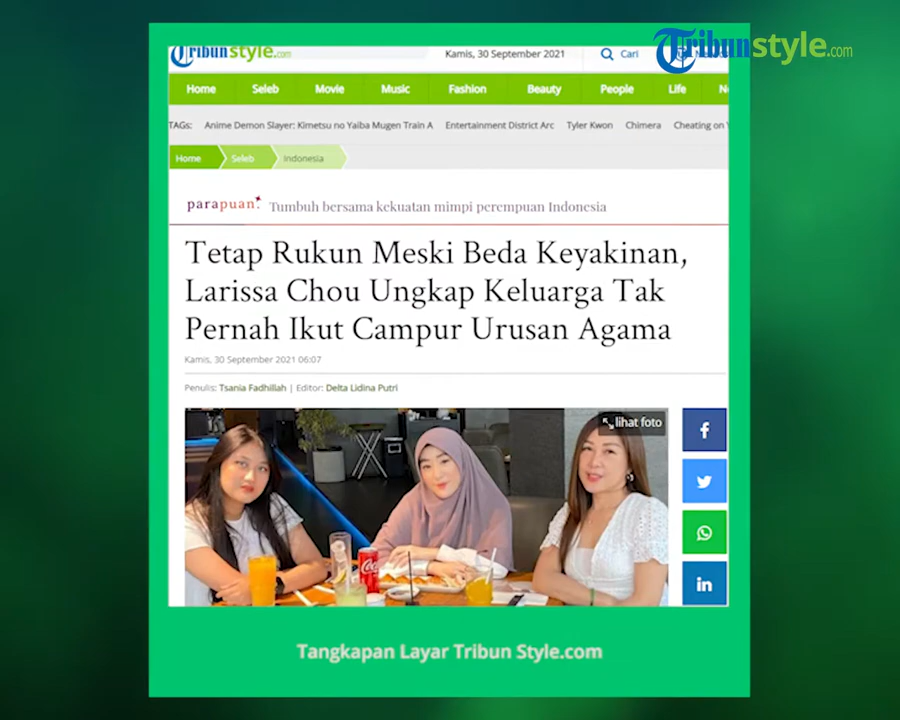 Tribunstyle.com
Kamis, 30 September 2021
Cari
Tribunstyle.com
Home Seleb Movie Music Fashion Beauty People Life
TAGs: Anime Demon Slayer: Kimetsu no Yaiba Mugen Train A Entertainment District Arc Tyler Kwon Chimera Cheating on
Home Seleb Indonesia
parapuan. Tumbuh bersama kekuatan mimpi perempuan Indonesia
Tetap Rukun Meski Beda Keyakinan,
Larissa Chou Ungkap Keluarga Tak
Pernah Ikut Campur Urusan Agama
Kamis, 30 September 2021 06:07
Penulis: Tsania Fadhillah | Editor: Delta Lidina Putri
lihat foto
Tangkapan Layar Tribun Style.com